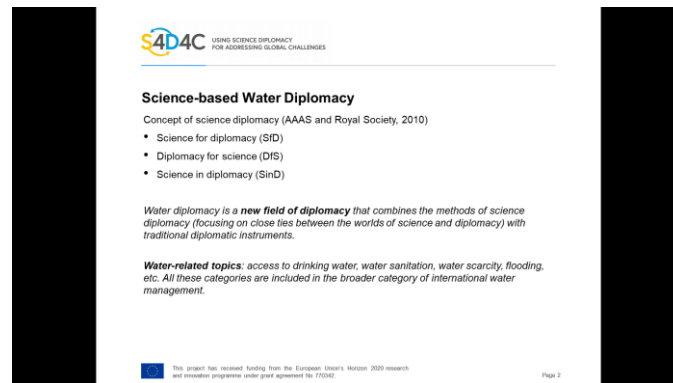 S4D4C USING SCIENCE DIPLOMACY
FOR ADDRESSING GLOBAL CHALLENGES
Science-based Water Diplomacy
Concept of science diplomacy (AAAS and Royal Society, 2010)
• Science for diplomacy (SfD)
• Diplomacy for science (DfS)
• Science in diplomacy (SinD)
Water diplomacy is a new field of diplomacy that combines the methods of science
diplomacy (focusing on close ties between the worlds of science and diplomacy) with
traditional diplomatic instruments.
Water-related topics: access to drinking water, water sanitation, water scarcity, flooding,
etc. All these categories are included in the broader category of international water
management.
This project has received funding from the European Union's Horizon 2020 research
and innovation programme under grant agreement No 770342.
Page 2